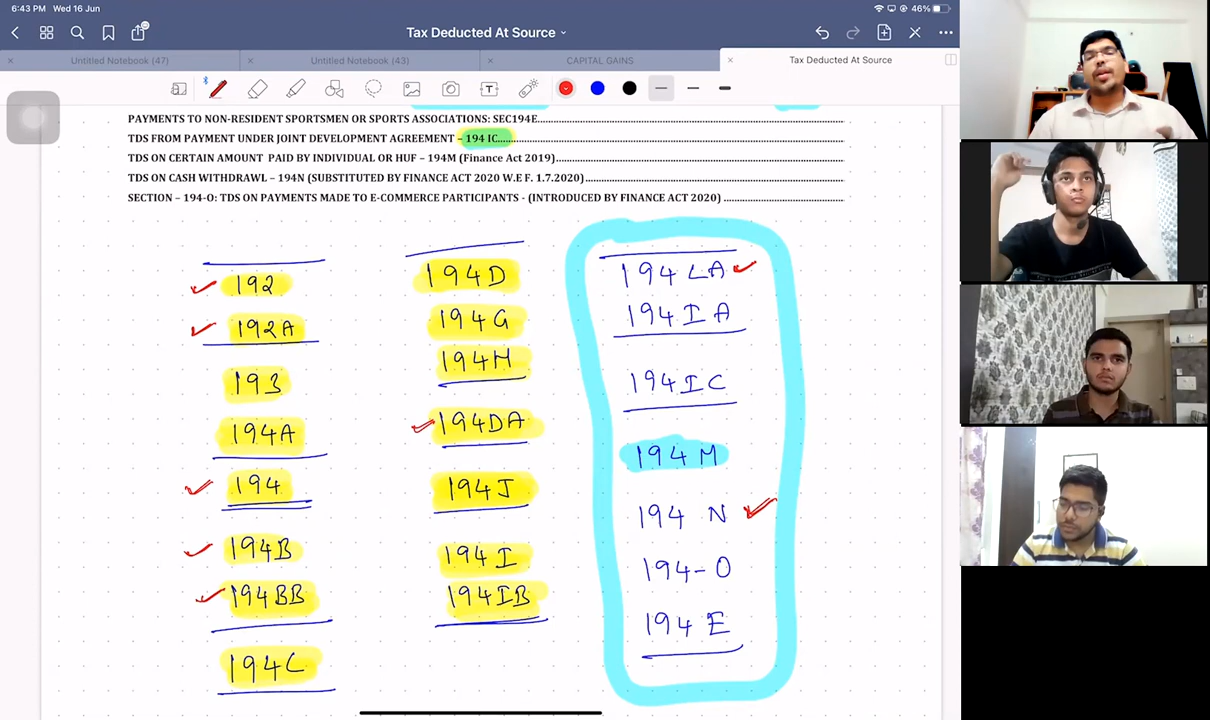 6:43 PM Wed 16 Jun
46%
Tax Deducted At Source
Untitled Notebook (47)
Untitled Notebook (43)
CAPITAL GAINS
Tax Deducted At Source
PAYMENTS TO NON-RESIDENT SPORTSMEN OR SPORTS ASSOCIATIONS: SEC194E
TDS FROM PAYMENT UNDER JOINT DEVELOPMENT AGREEMENT – 194 IC
TDS ON CERTAIN AMOUNT PAID BY INDIVIDUAL OR HUF – 194M (Finance Act 2019)
TDS ON CASH WITHDRAWL – 194N (SUBSTITUTED BY FINANCE ACT 2020 W.E F. 1.7.2020)
SECTION – 194-O: TDS ON PAYMENTS MADE TO E-COMMERCE PARTICIPANTS - (INTRODUCED BY FINANCE ACT 2020)
192
192A
193
194A
194
194B
194BB
194C
194D
194G
194H
194DA
194J
194I
194IB
194LA
194IA
194IC
194M
194 N
194-O
194E